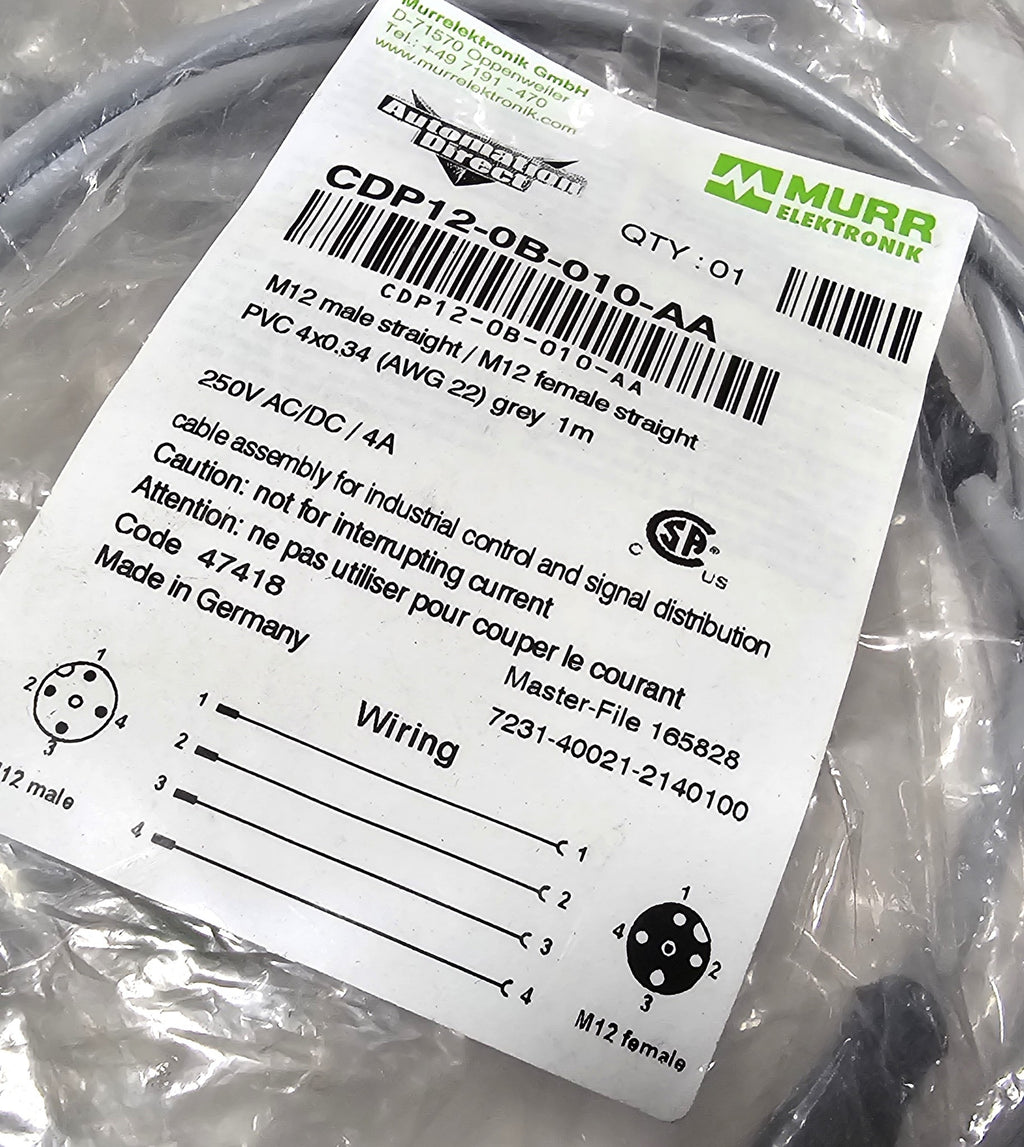 Murrelektronik GmbH
D-71570 Oppenweiler
Tel.: +49 7191 -470
www.murrelektronik.com
Automation
Direct
MURR
ELEKTRONIK
CDP12-0B-010-AA
QTY : 01
CDP12-0B-010-AA
M12 male straight / M12 female straight
PVC 4x0.34 (AWG 22) grey 1m
250V AC/DC / 4A
cable assembly for industrial control and signal distribution
Caution: not for interrupting current
Attention: ne pas utiliser pour couper le courant
Code 47418
Made in Germany
C SA ® US
Master-File 165828
7231-40021-2140100
Wiring
1
2
4
3
12 male
1 1
2 2
3 3
4 4
1
4
2
3
M12 female